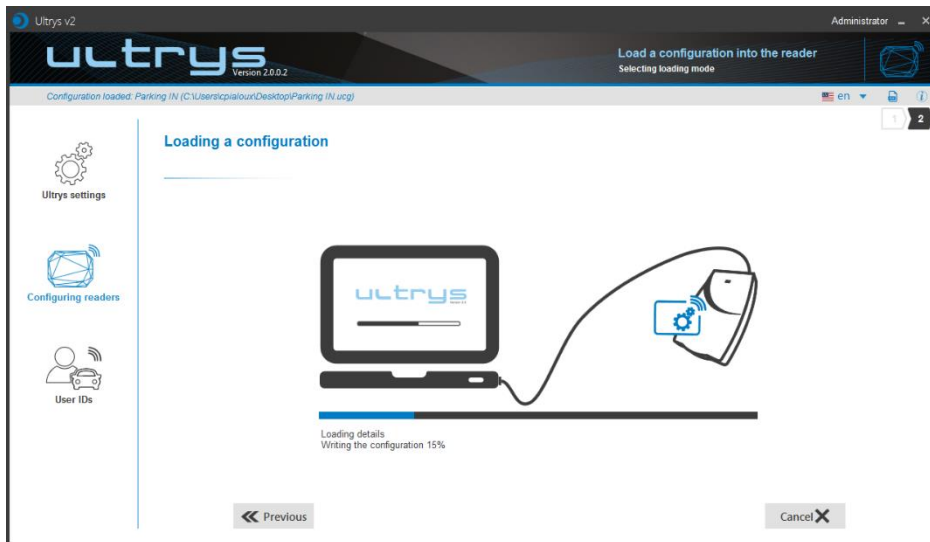 Ultrys v2
Administrator
ultrys
Version 2.0.0.2
Load a configuration into the reader
Selecting loading mode
Configuration loaded: Parking IN (C:\Users\cpialoux\Desktop\Parking IN.ucg)
en
1
2
Loading a configuration
Ultrys settings
Configuring readers
User IDs
ultrys
Loading details
Writing the configuration 15%
Previous
Cancel